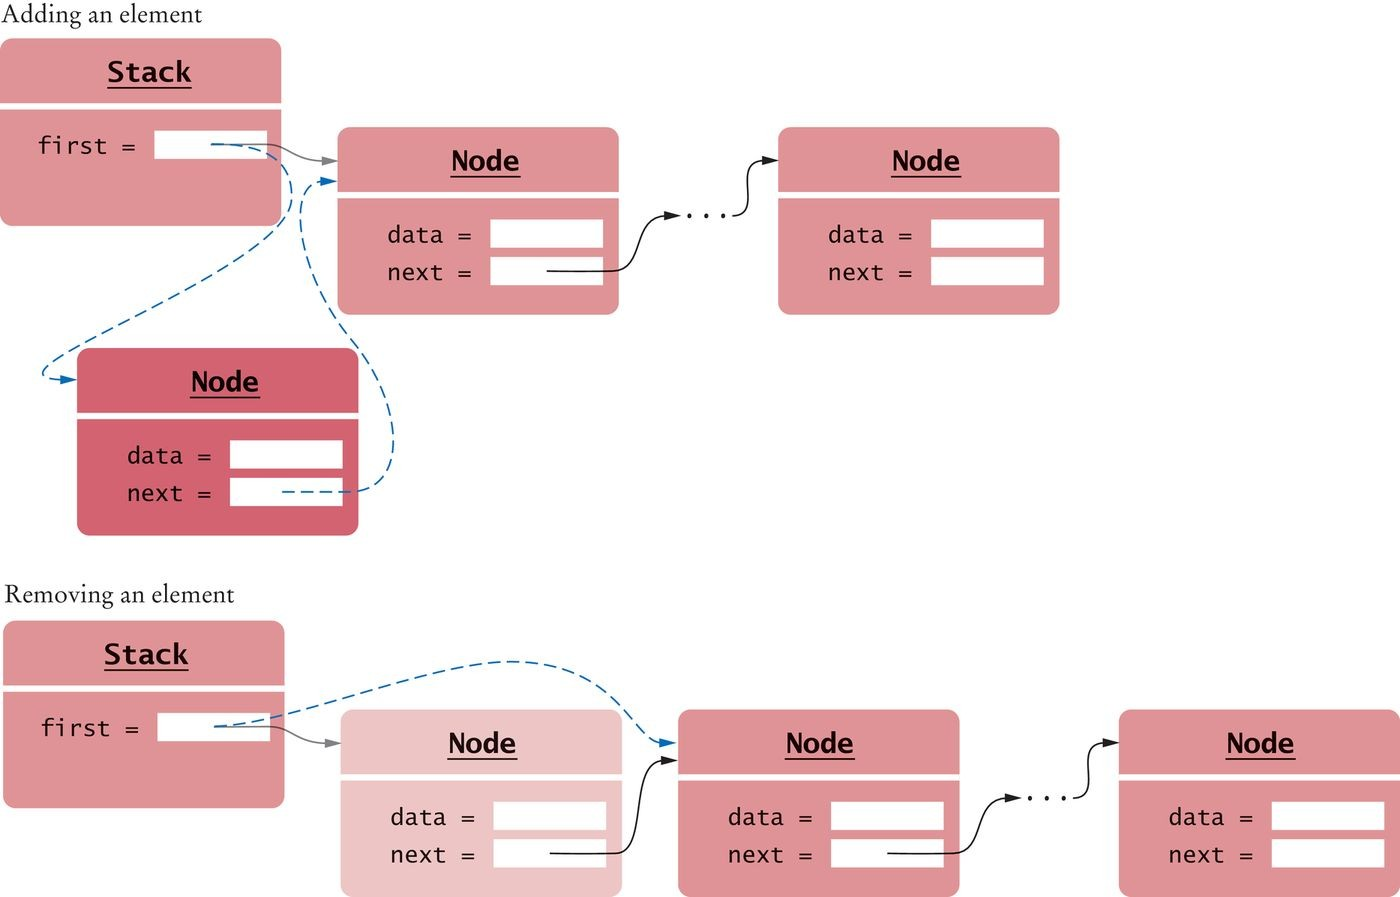 Adding an element
Stack
first =
Node
data =
next =
. . . .
Node
data =
next =
Node
data =
next =
Removing an element
Stack
first =
Node
data =
next =
Node
data =
next =
. . . .
Node
data =
next =